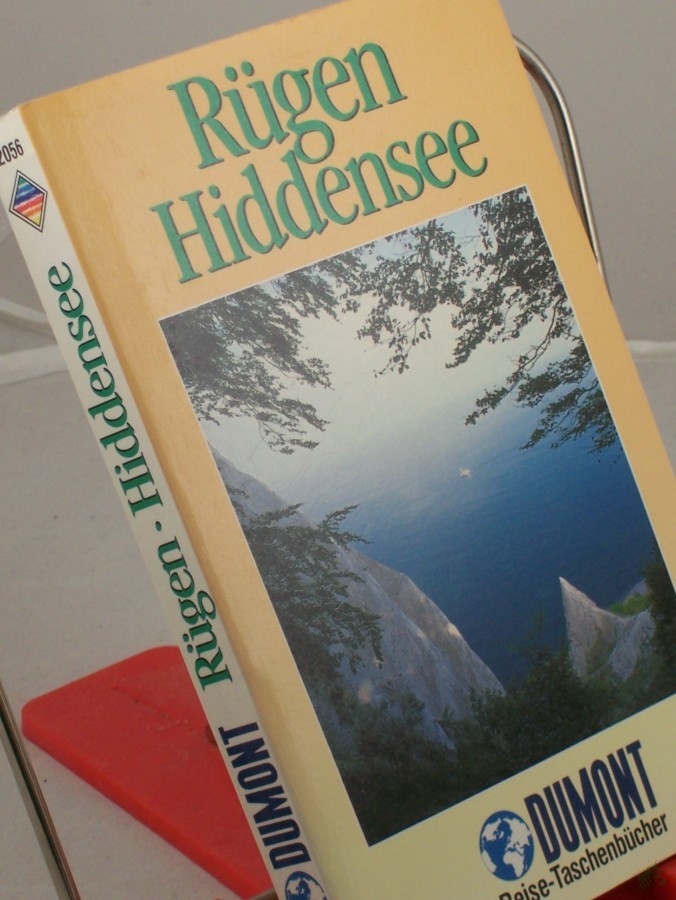 Rügen
Hiddensee
DUMONT
Reise-Taschenbücher
2056
Rügen · Hiddensee
DUMONT